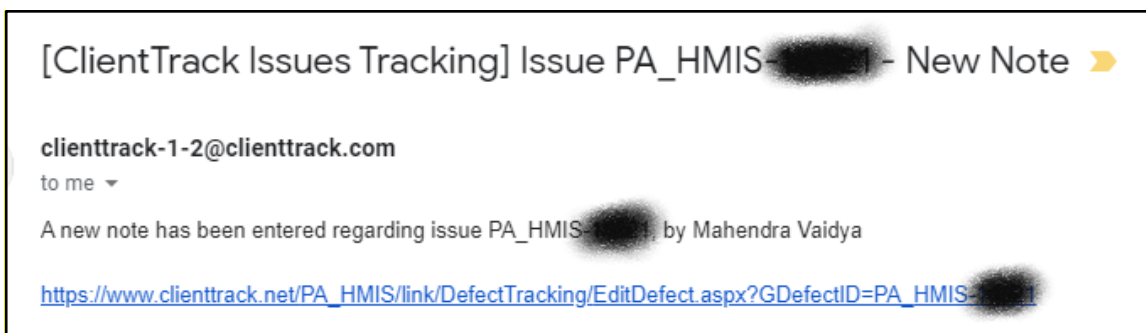 [ClientTrack Issues Tracking] Issue PA_HMIS- - New Note
clienttrack-1-2@clienttrack.com
to me
A new note has been entered regarding issue PA_HMIS- , by Mahendra Vaidya
https://www.clienttrack.net/PA_HMIS/link/DefectTracking/EditDefect.aspx?GDefectID=PA_HMIS-